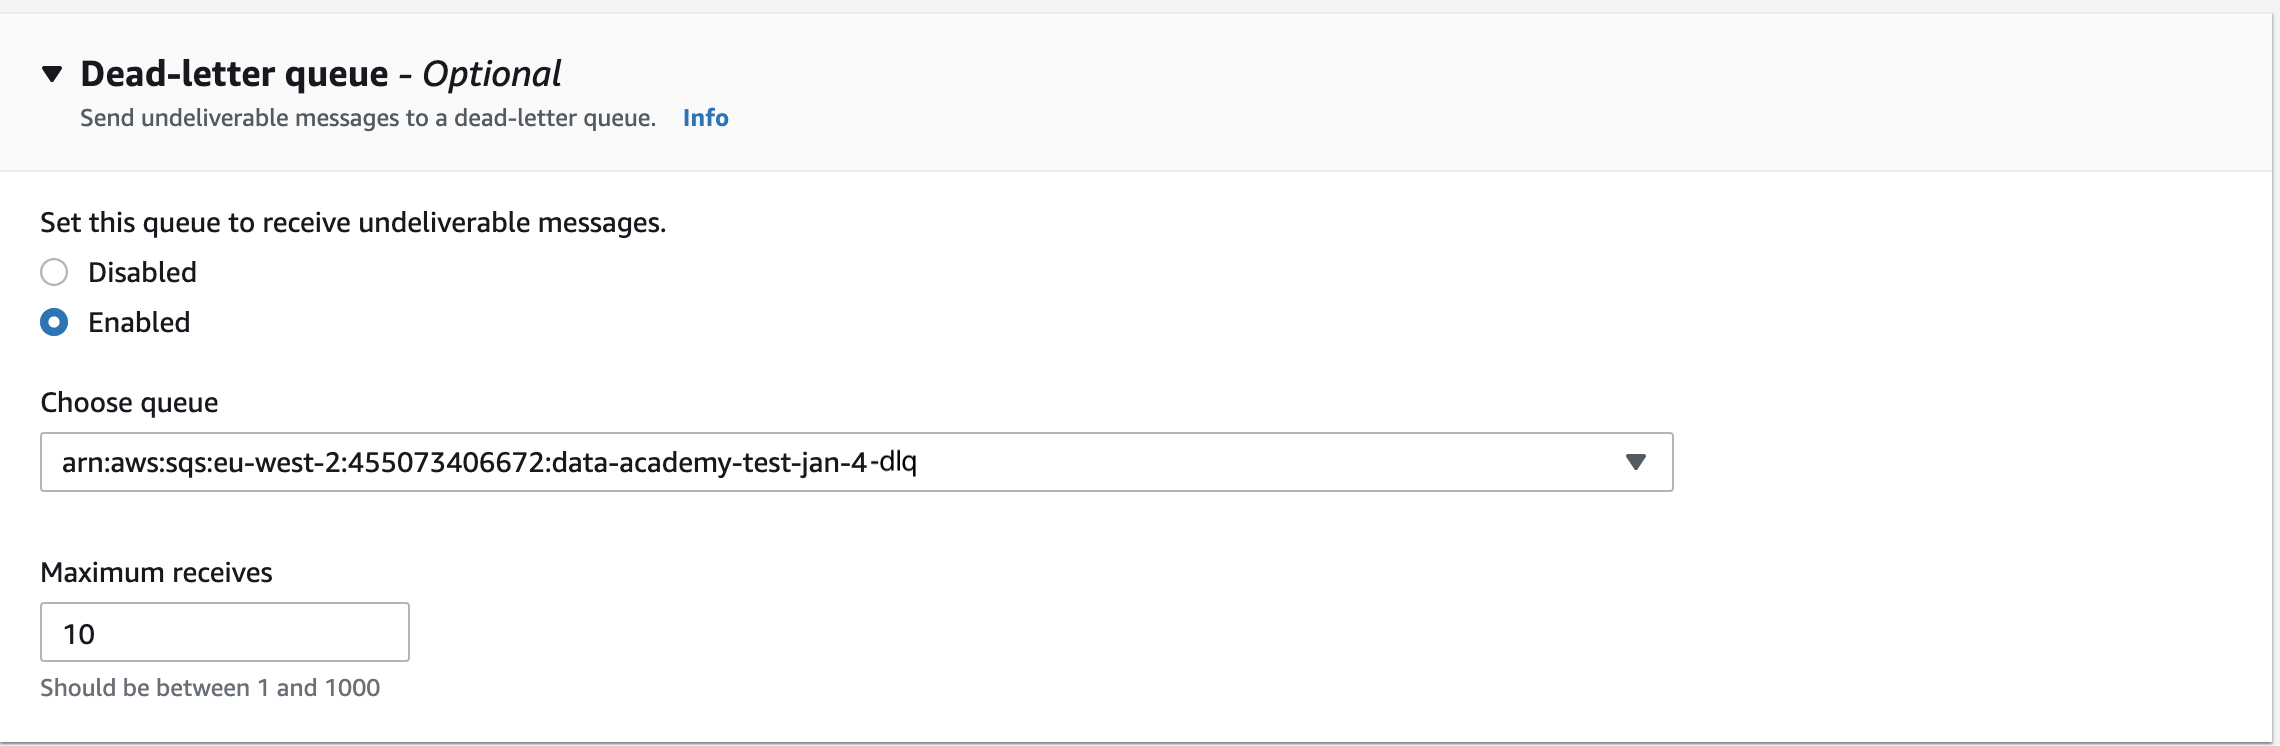 Dead-letter queue - Optional
Send undeliverable messages to a dead-letter queue. Info
Set this queue to receive undeliverable messages.
Disabled
Enabled
Choose queue
arn:aws:sqs:eu-west-2:455073406672:data-academy-test-jan-4-dlq
Maximum receives
10
Should be between 1 and 1000